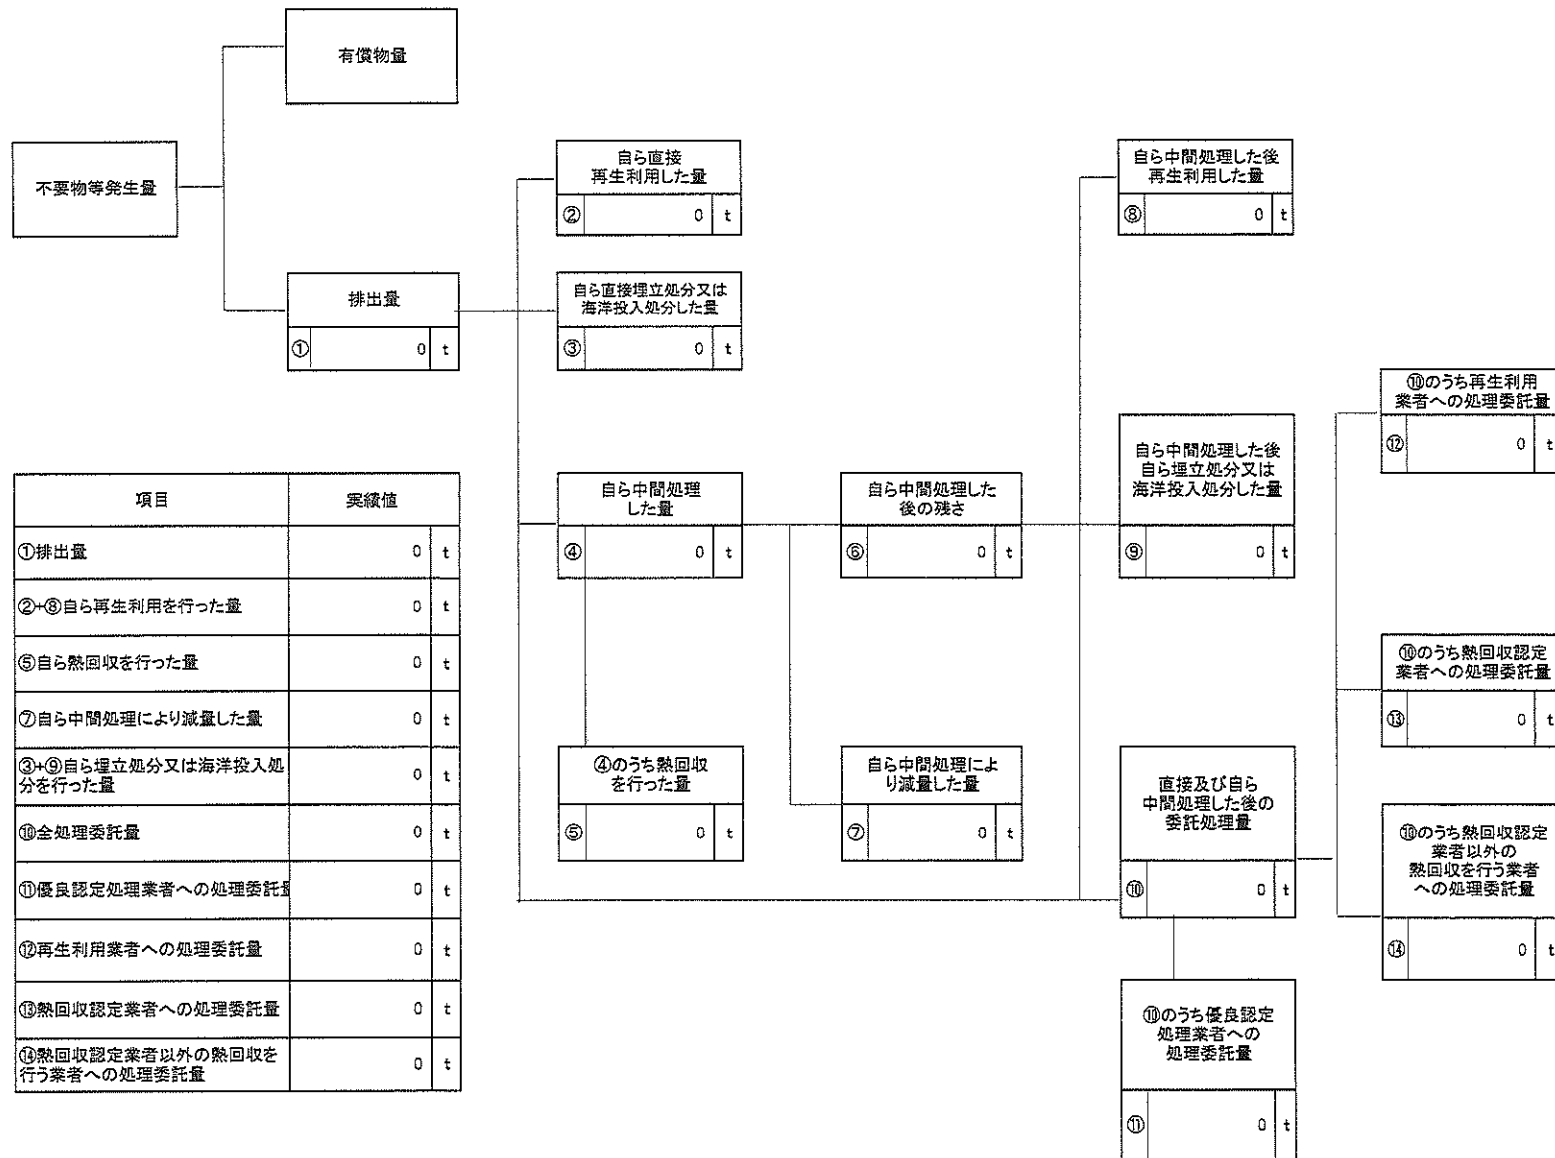 有償物量
不要物等発生量
排出量
① 0 t
自ら直接
再生利用した量
② 0 t
自ら直接埋立処分又は
海洋投入処分した量
③ 0 t
自ら中間処理
した量
④ 0 t
④のうち熱回収
を行った量
⑤ 0 t
自ら中間処理した
後の残さ
⑥ 0 t
自ら中間処理によ
り減量した量
⑦ 0 t
自ら中間処理した後
再生利用した量
⑧ 0 t
自ら中間処理した後
自ら埋立処分又は
海洋投入処分した量
⑨ 0 t
直接及び自ら
中間処理した後の
委託処理量
⑩ 0 t
⑩のうち優良認定
処理業者への
処理委託量
⑪ 0 t
⑩のうち再生利用
業者への処理委託量
⑫ 0 t
⑩のうち熱回収認定
業者への処理委託量
⑬ 0 t
⑩のうち熱回収認定
業者以外の
熱回収を行う業者
への処理委託量
⑭ 0 t
項目 実績値
①排出量 0 t
②+⑧自ら再生利用を行った量 0 t
⑤自ら熱回収を行った量 0 t
⑦自ら中間処理により減量した量 0 t
③+⑨自ら埋立処分又は海洋投入処
分を行った量 0 t
⑩全処理委託量 0 t
⑪優良認定処理業者への処理委託量 0 t
⑫再生利用業者への処理委託量 0 t
⑬熱回収認定業者への処理委託量 0 t
⑭熱回収認定業者以外の熱回収を
行う業者への処理委託量 0 t